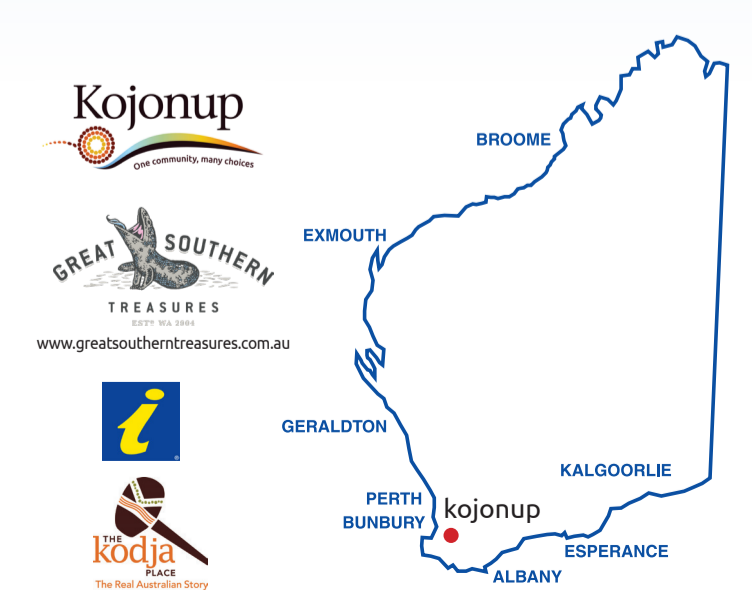 Kojonup
One community, many choices
GREAT SOUTHERN
TREASURES
ESTD WA 2004
www.greatsoutherntreasures.com.au
i
THE
kodja
PLACE
The Real Australian Story
BROOME
EXMOUTH
GERALDTON
KALGOORLIE
PERTH
kojonup
BUNBURY
ESPERANCE
ALBANY